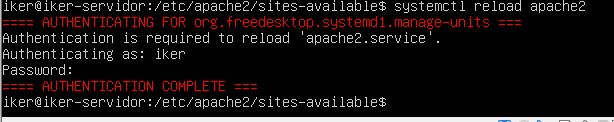 iker@iker-servidor:/etc/apache2/sites-available$ systemctl reload apache2
==== AUTHENTICATING FOR org.freedesktop.systemd1.manage-units ===
Authentication is required to reload 'apache2.service'.
Authenticating as: iker
Password:
==== AUTHENTICATION COMPLETE ===
iker@iker-servidor:/etc/apache2/sites-available$